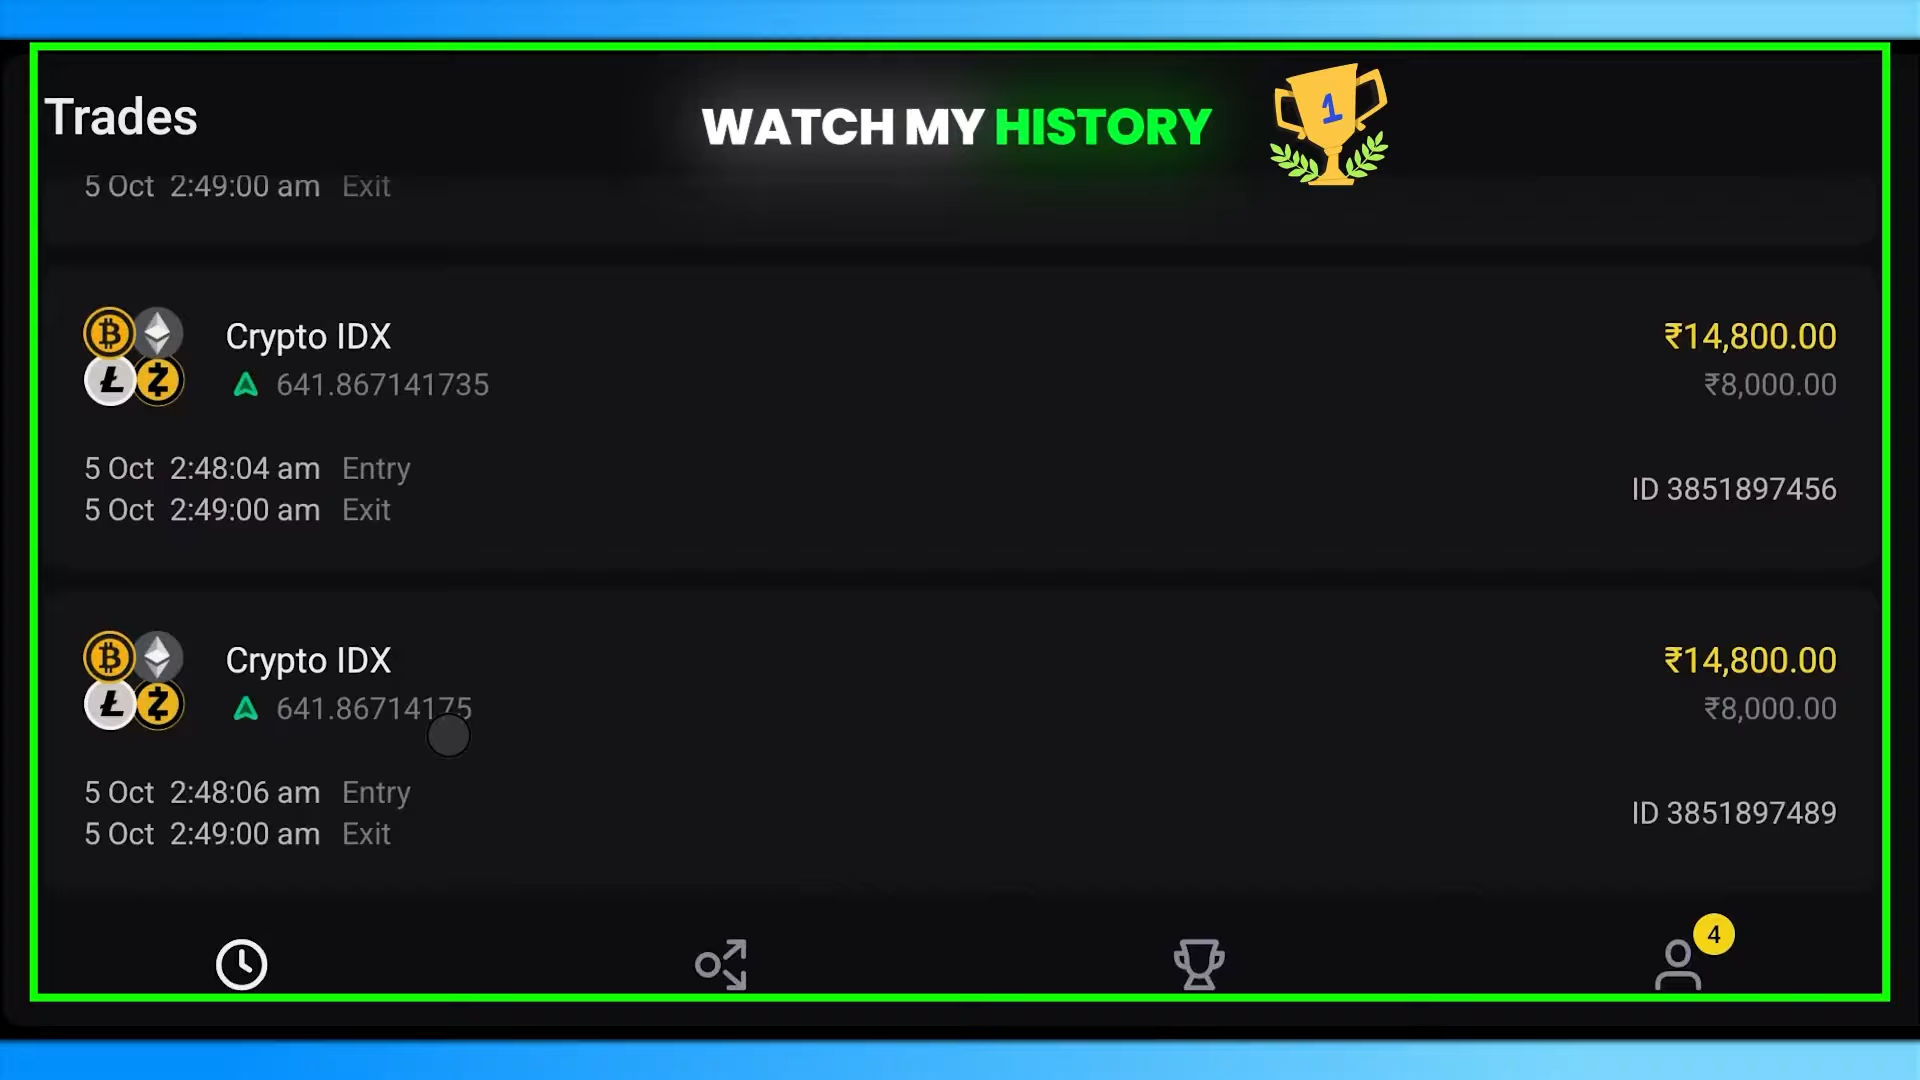 Trades
WATCH MY HISTORY
1
5 Oct 2:49:00 am Exit
Crypto IDX
₹14,800.00
641.867141735
₹8,000.00
5 Oct 2:48:04 am Entry
5 Oct 2:49:00 am Exit
ID 3851897456
Crypto IDX
₹14,800.00
641.86714175
₹8,000.00
5 Oct 2:48:06 am Entry
5 Oct 2:49:00 am Exit
ID 3851897489
4